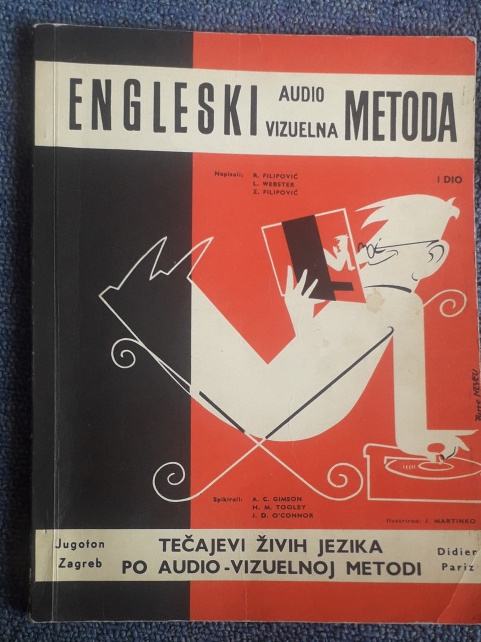 ENGLESKI AUDIO VIZUELNA METODA
Napisali: R. FILIPOVIĆ
L. WEBSTER
Z. FILIPOVIĆ
I DIO
Spikirali: A. C. GIMSON
H. M. TOOLEY
J. D. O'CONNOR
Ilustrirao: J. MARTINKO
Jugoton
Zagreb
TEČAJEVI ŽIVIH JEZIKA
PO AUDIO-VIZUELNOJ METODI
Didier
Pariz